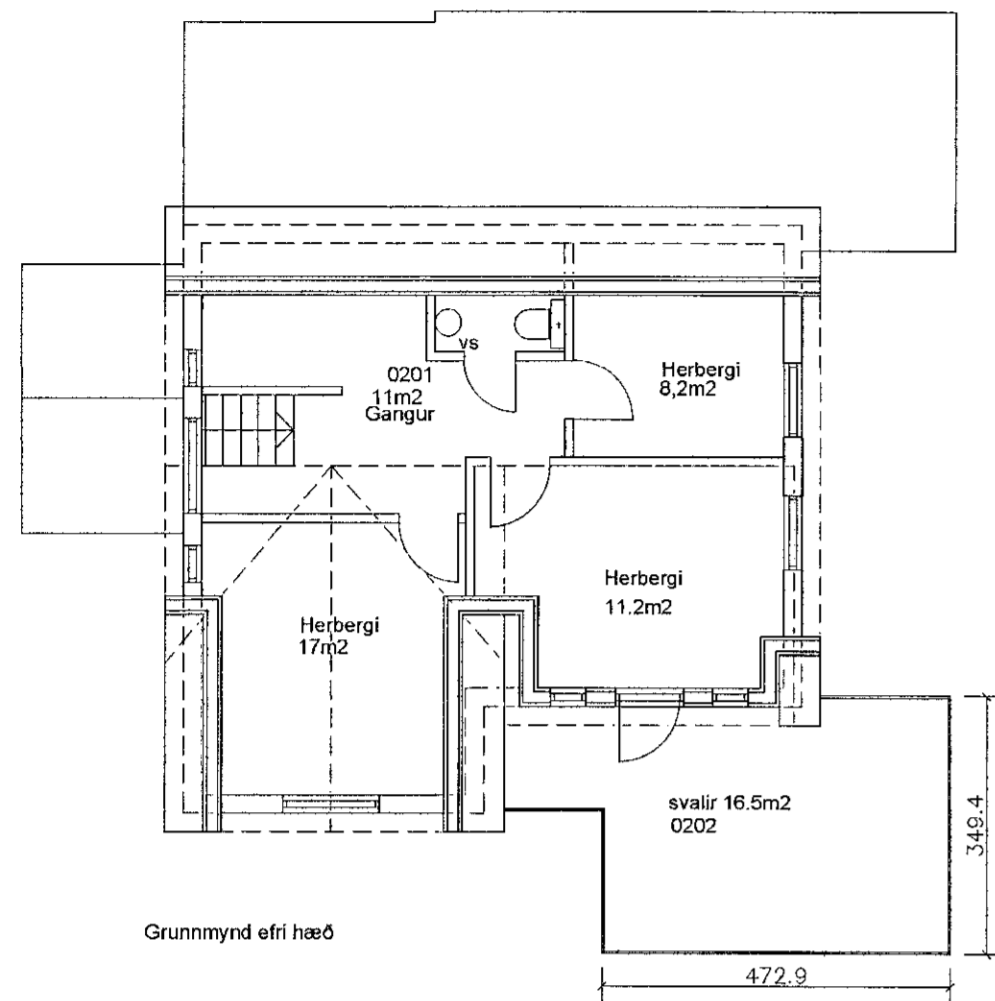 vs
0201
11m2
Gangur
Herbergi
8,2m2
Herbergi
11.2m2
Herbergi
17m2
svalir 16.5m2
0202
349.4
Grunnmynd efri hæð
472.9